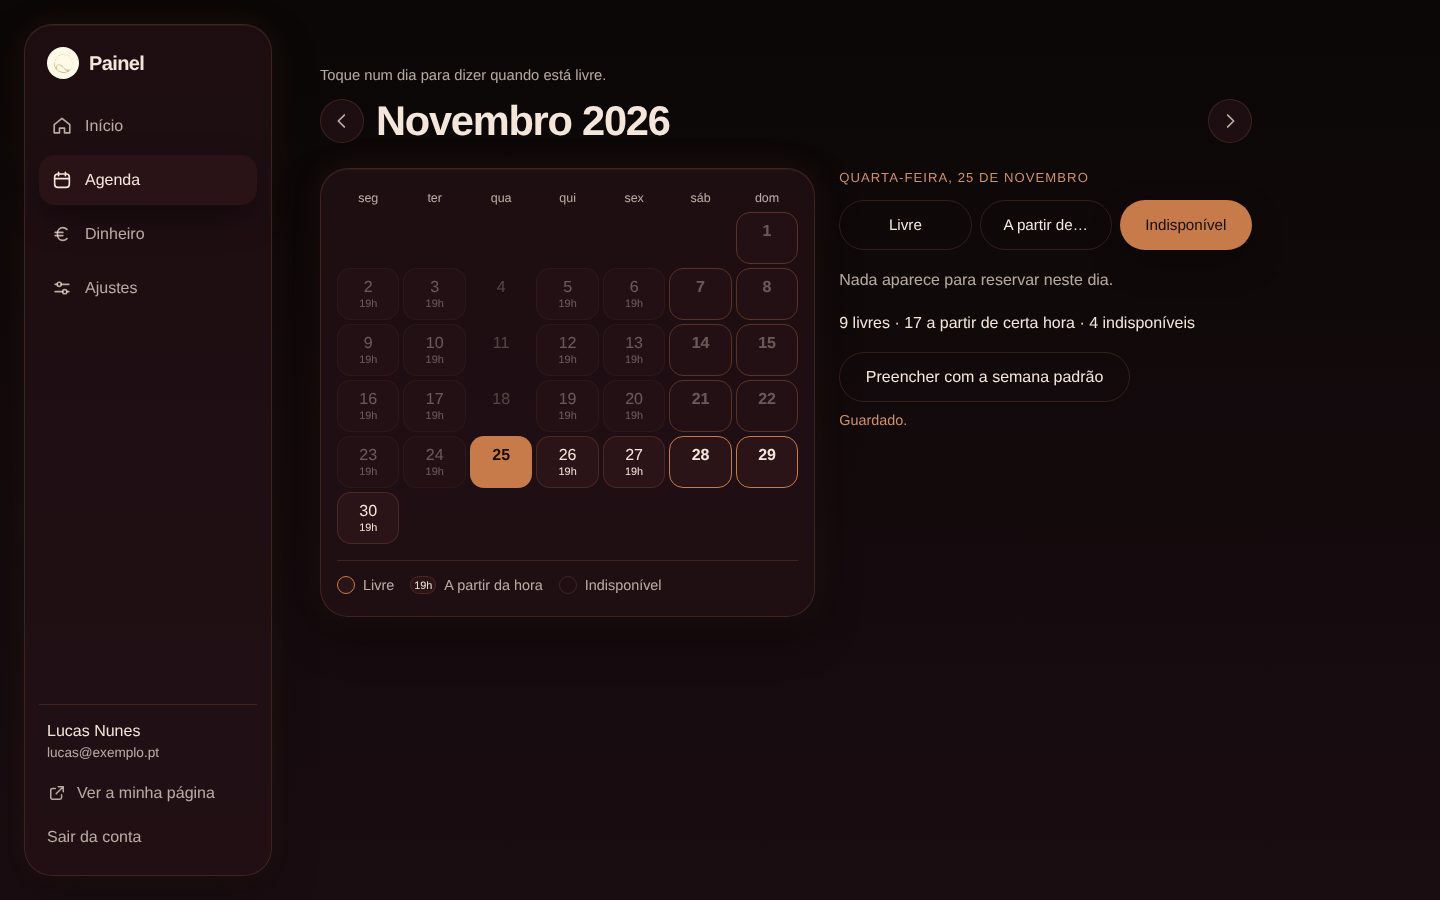 Painel
Início
Agenda
Dinheiro
Ajustes
Lucas Nunes
lucas@exemplo.pt
Ver a minha página
Sair da conta
Toque num dia para dizer quando está livre.
Novembro 2026
seg ter qua qui sex sáb dom
1
2 3 4 5 6 7 8
19h 19h 19h 19h
9 10 11 12 13 14 15
19h 19h 19h 19h
16 17 18 19 20 21 22
19h 19h 19h 19h
23 24 25 26 27 28 29
19h 19h 19h 19h
30
19h
Livre 19h A partir da hora Indisponível
QUARTA-FEIRA, 25 DE NOVEMBRO
Livre A partir de… Indisponível
Nada aparece para reservar neste dia.
9 livres · 17 a partir de certa hora · 4 indisponíveis
Preencher com a semana padrão
Guardado.